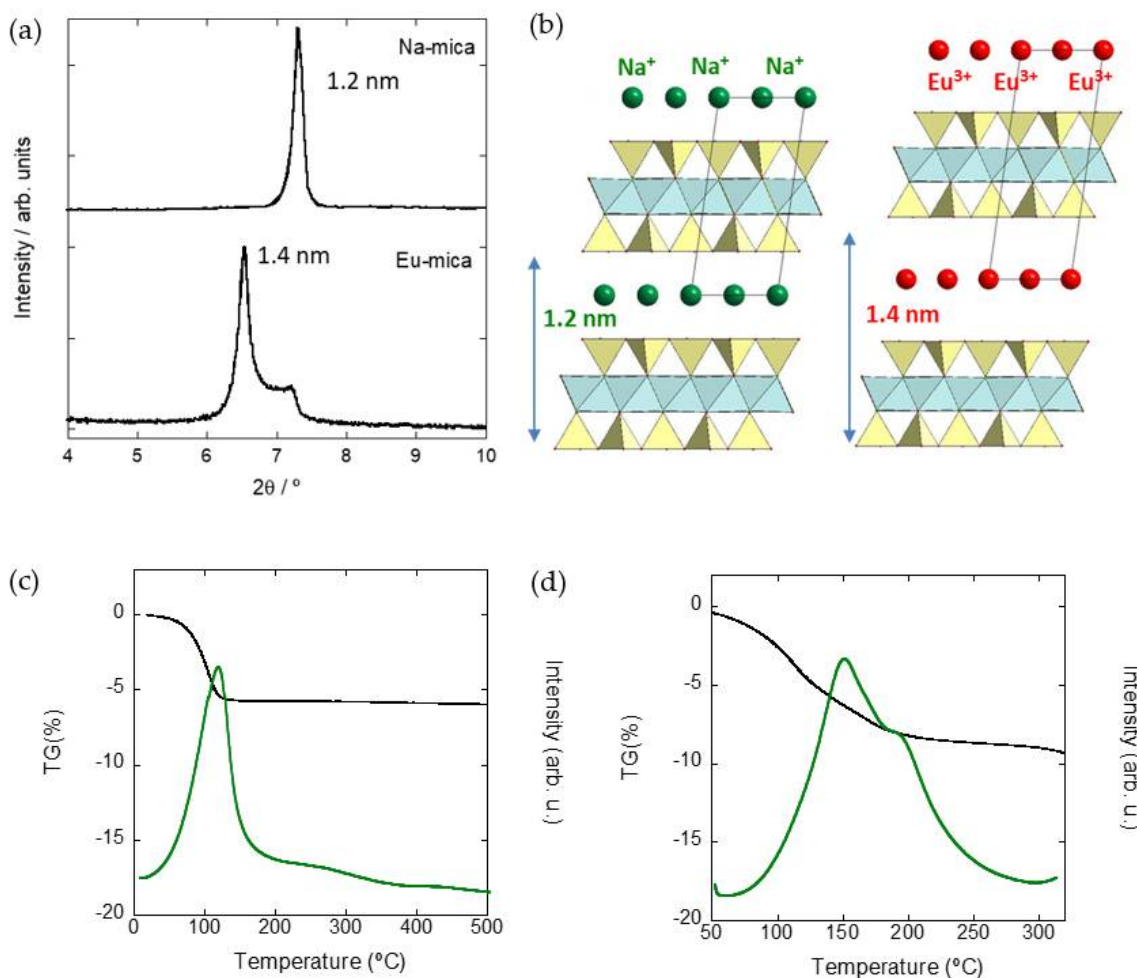 (a)
Na-mica
1.2 nm
Eu-mica
1.4 nm
Intensity / arb. units
4 5 6 7 8 9 10
2θ / º
(b)
Na⁺ Na⁺ Na⁺
1.2 nm
Eu³⁺ Eu³⁺ Eu³⁺
1.4 nm
(c)
0
-5
-10
-15
-20
TG(%)
Intensity (arb. u.)
0 100 200 300 400 500
Temperature (ºC)
(d)
0
-5
-10
-15
-20
TG(%)
Intensity (arb. u.)
50 100 150 200 250 300
Temperature (ºC)